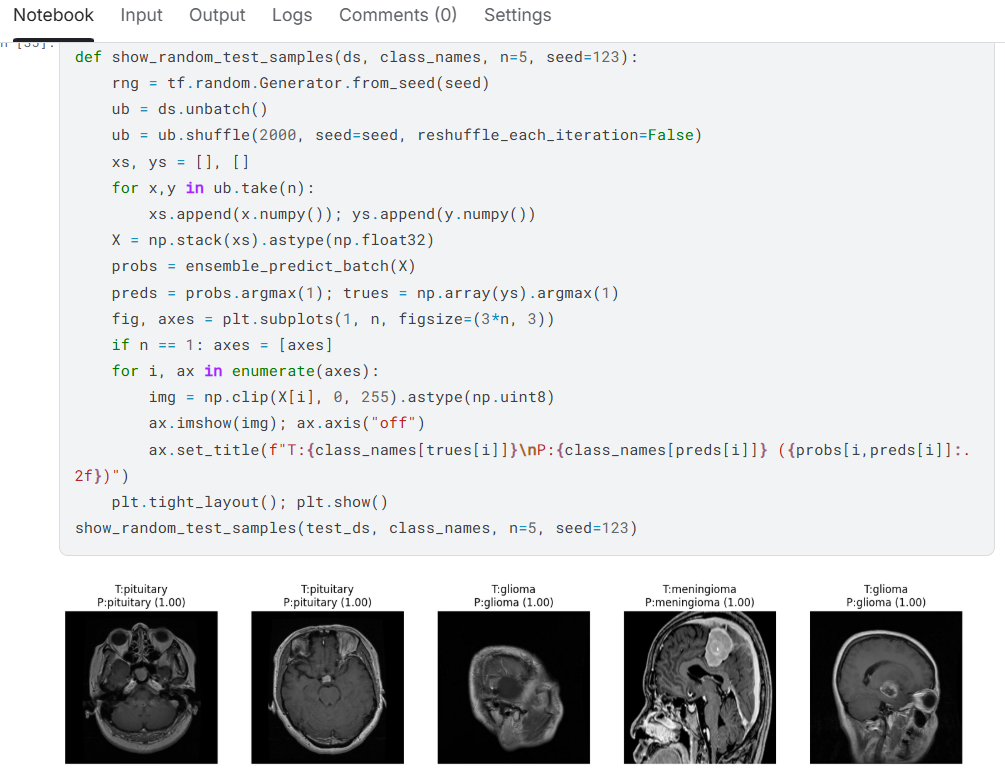 Notebook Input Output Logs Comments (0) Settings
def show_random_test_samples(ds, class_names, n=5, seed=123):
    rng = tf.random.Generator.from_seed(seed)
    ub = ds.unbatch()
    ub = ub.shuffle(2000, seed=seed, reshuffle_each_iteration=False)
    xs, ys = [], []
    for x,y in ub.take(n):
        xs.append(x.numpy()); ys.append(y.numpy())
    X = np.stack(xs).astype(np.float32)
    probs = ensemble_predict_batch(X)
    preds = probs.argmax(1); trues = np.array(ys).argmax(1)
    fig, axes = plt.subplots(1, n, figsize=(3*n, 3))
    if n == 1: axes = [axes]
    for i, ax in enumerate(axes):
        img = np.clip(X[i], 0, 255).astype(np.uint8)
        ax.imshow(img); ax.axis("off")
        ax.set_title(f"T:{class_names[trues[i]]}\nP:{class_names[preds[i]]} ({probs[i,preds[i]]:.
2f})")
    plt.tight_layout(); plt.show()
show_random_test_samples(test_ds, class_names, n=5, seed=123)
T:pituitary
P:pituitary (1.00)
T:pituitary
P:pituitary (1.00)
T:glioma
P:glioma (1.00)
T:meningioma
P:meningioma (1.00)
T:glioma
P:glioma (1.00)